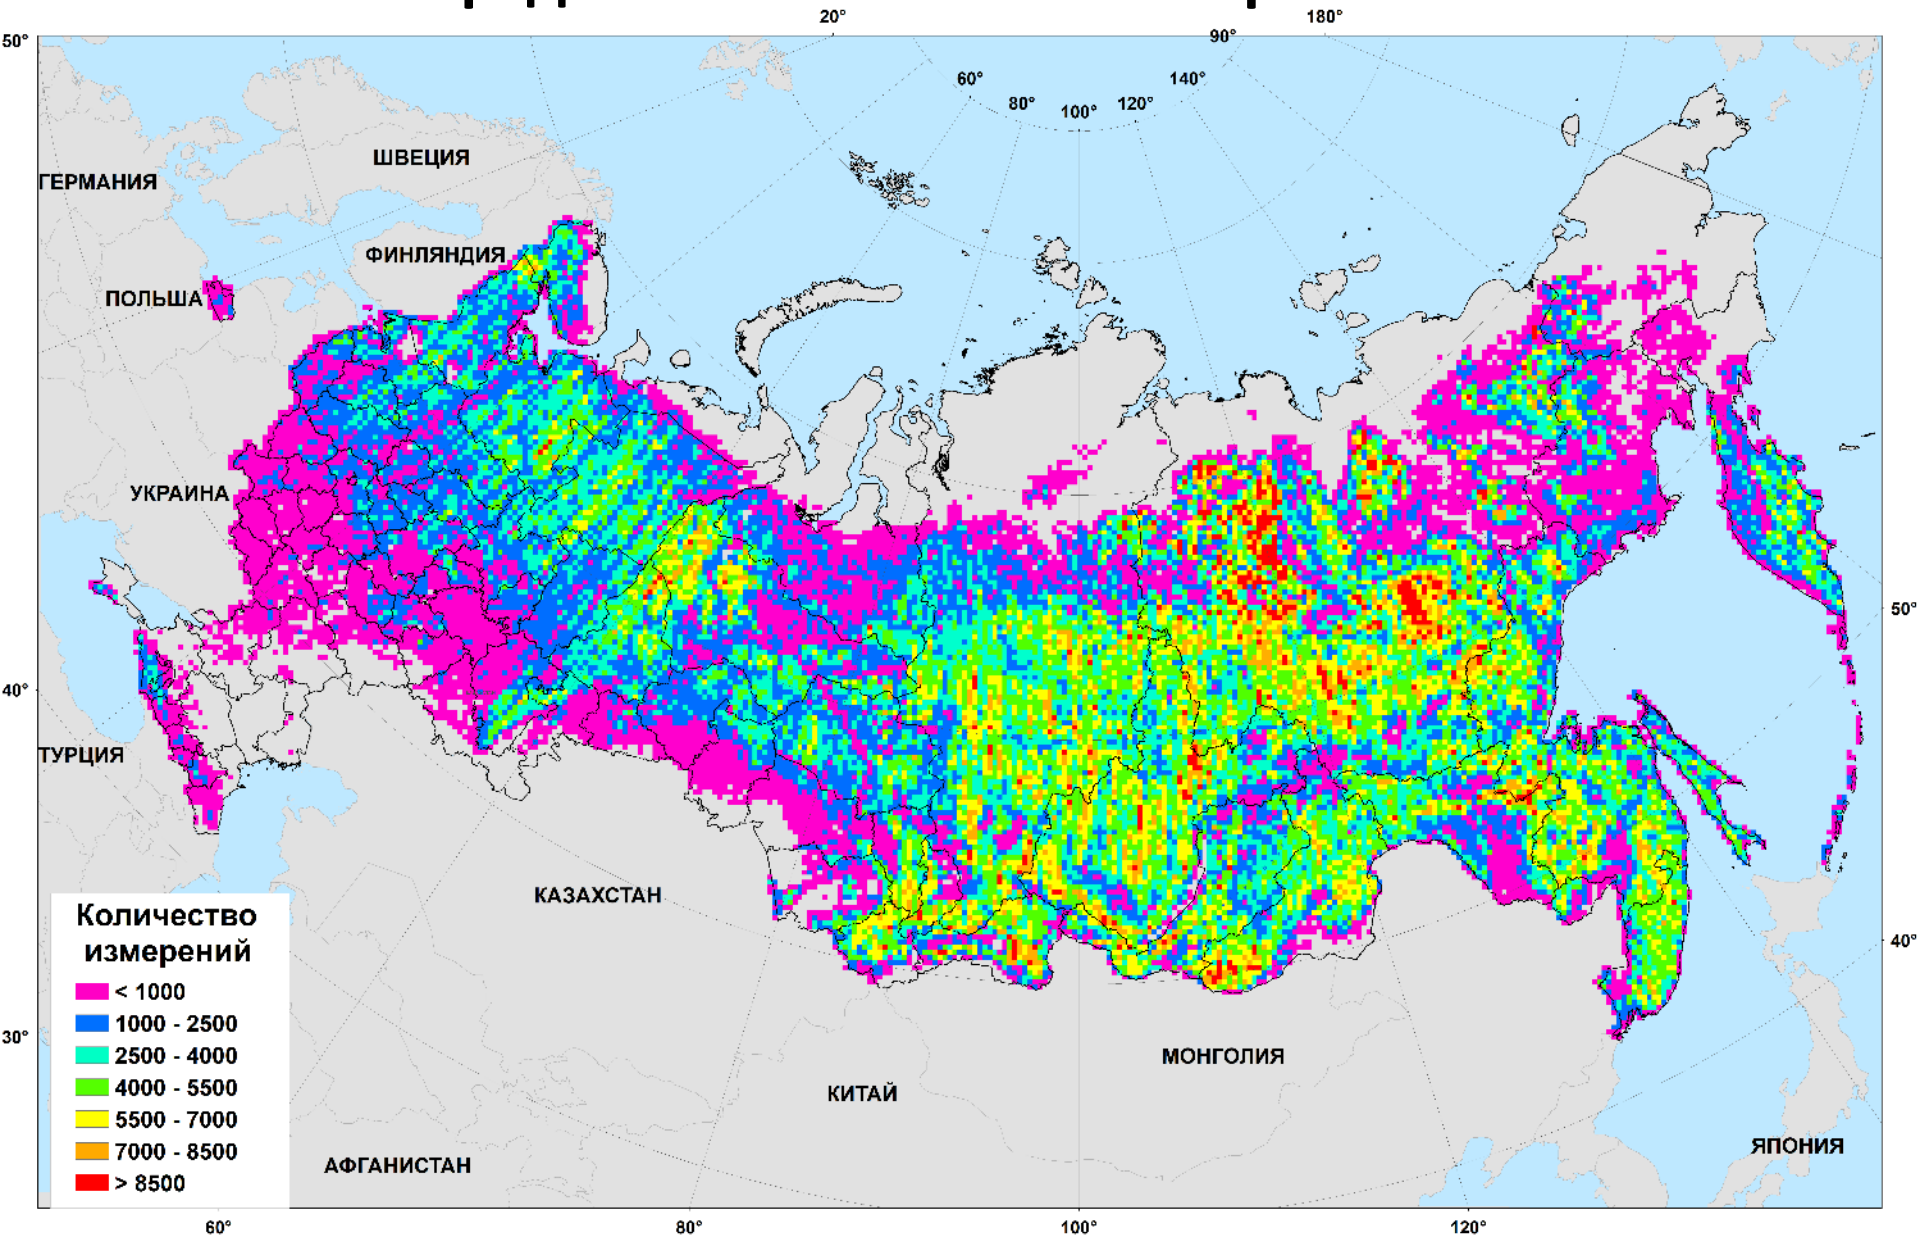 20° 180°
50° 90°
60° 140°
80° 100° 120°
ШВЕЦИЯ
ГЕРМАНИЯ
ФИНЛЯНДИЯ
ПОЛЬША
УКРАИНА
50°
40°
ТУРЦИЯ
КАЗАХСТАН
Количество
измерений
40°
< 1000
1000 - 2500
30°
2500 - 4000
МОНГОЛИЯ
4000 - 5500
КИТАЙ
5500 - 7000
7000 - 8500
ЯПОНИЯ
АФГАНИСТАН
> 8500
60° 80° 100° 120°